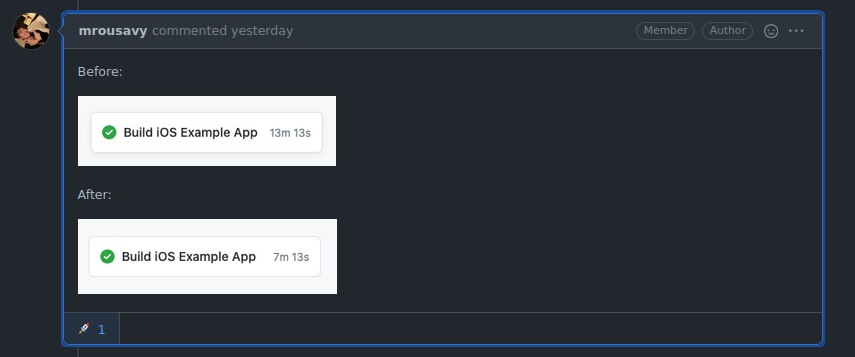 mrousavy commented yesterday Member Author
Before:
Build iOS Example App 13m 13s
After:
Build iOS Example App 7m 13s
🚀 1